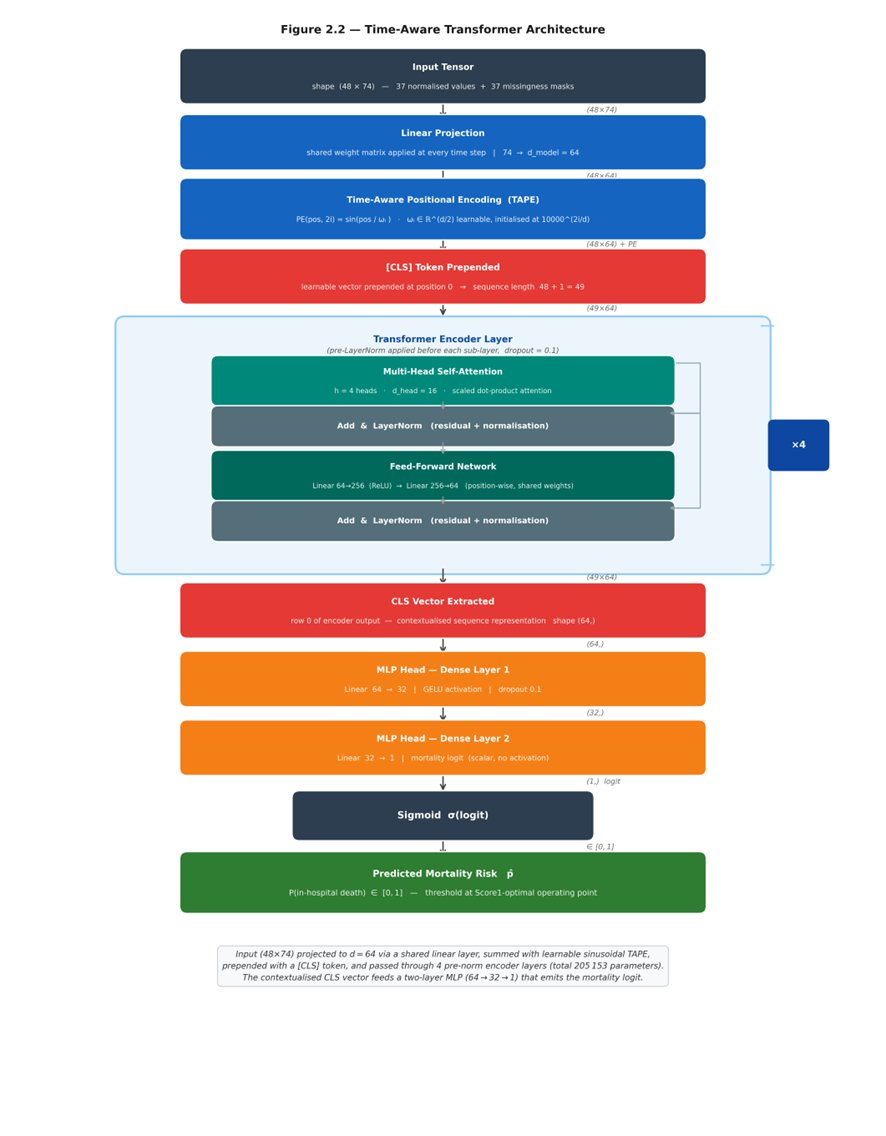 Figure 2.2 — Time-Aware Transformer Architecture
Input Tensor
shape (48 × 74) — 37 normalised values + 37 missingness masks
(48×74)
Linear Projection
shared weight matrix applied at every time step | 74 → d_model = 64
(48×64)
Time-Aware Positional Encoding (TAPE)
PE(pos, 2i) = sin(pos / ωᵢ ) · ωᵢ ∈ ℝ^(d/2) learnable, initialised at 10000^(2i/d)
(48×64) + PE
[CLS] Token Prepended
learnable vector prepended at position 0 → sequence length 48 + 1 = 49
(49×64)
Transformer Encoder Layer
(pre-LayerNorm applied before each sub-layer, dropout = 0.1)
Multi-Head Self-Attention
h = 4 heads · d_head = 16 · scaled dot-product attention
Add & LayerNorm (residual + normalisation)
×4
Feed-Forward Network
Linear 64→256 (ReLU) → Linear 256→64 (position-wise, shared weights)
Add & LayerNorm (residual + normalisation)
(49×64)
CLS Vector Extracted
row 0 of encoder output — contextualised sequence representation shape (64,)
(64,)
MLP Head — Dense Layer 1
Linear 64 → 32 | GELU activation | dropout 0.1
(32,)
MLP Head — Dense Layer 2
Linear 32 → 1 | mortality logit (scalar, no activation)
(1,) logit
Sigmoid σ(logit)
∈ [0, 1]
Predicted Mortality Risk p̂
P(in-hospital death) ∈ [0, 1] — threshold at Score1-optimal operating point
Input (48×74) projected to d = 64 via a shared linear layer, summed with learnable sinusoidal TAPE,
prepended with a [CLS] token, and passed through 4 pre-norm encoder layers (total 205 153 parameters).
The contextualised CLS vector feeds a two-layer MLP (64 → 32 → 1) that emits the mortality logit.